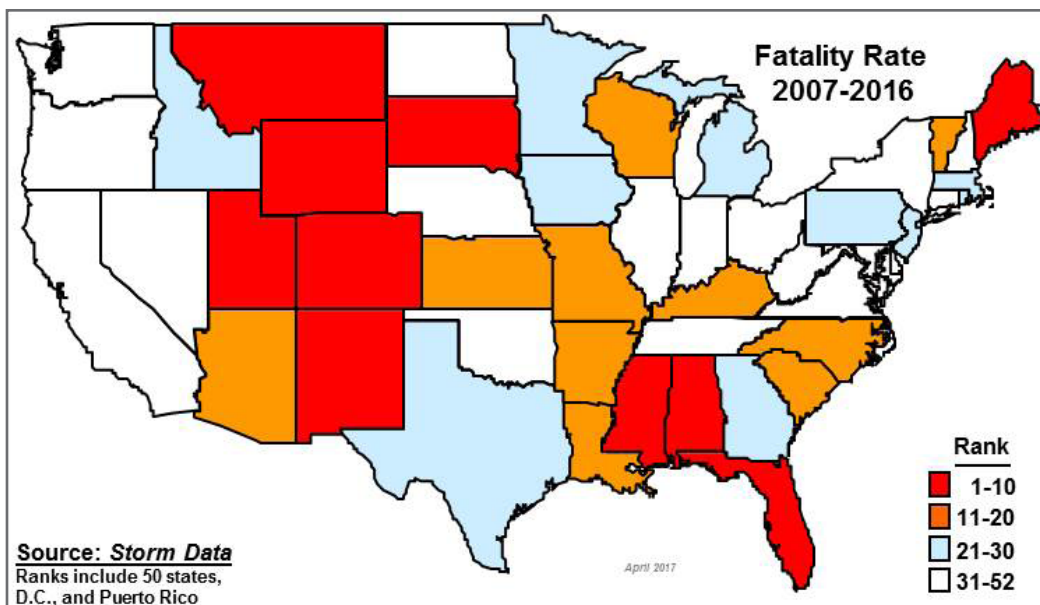 Fatality Rate
2007-2016
Rank
1-10
11-20
21-30
31-52
Source: Storm Data
Ranks include 50 states,
D.C., and Puerto Rico
April 2017